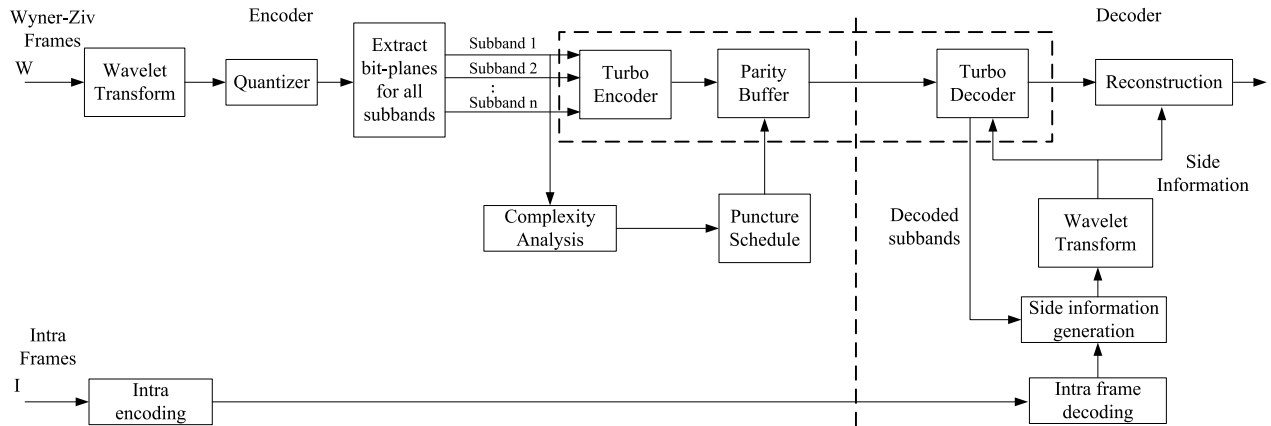 Wyner-Ziv
Frames
W
Encoder
Decoder
Wavelet
Transform
Quantizer
Extract
bit-planes
for all
subbands
Subband 1
Subband 2
:
Subband n
Turbo
Encoder
Parity
Buffer
Turbo
Decoder
Reconstruction
Side
Information
Complexity
Analysis
Puncture
Schedule
Decoded
subbands
Wavelet
Transform
Side information
generation
Intra
Frames
I
Intra
encoding
Intra frame
decoding